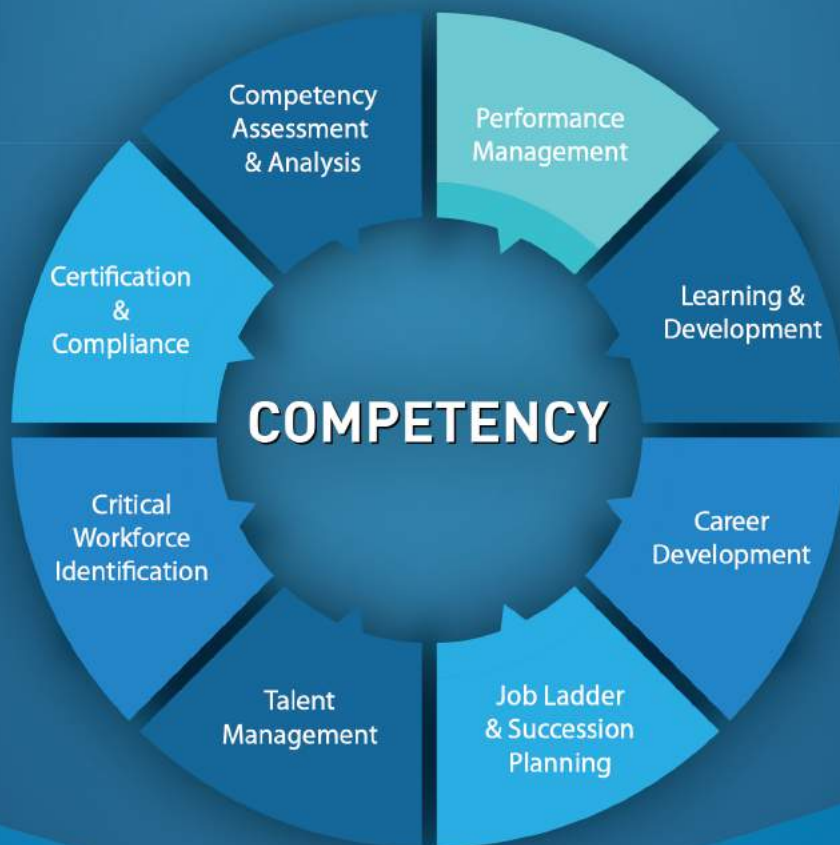 Competency
Assessment
& Analysis
Performance
Management
Certification
&
Compliance
Learning &
Development
COMPETENCY
Critical
Workforce
Identification
Career
Development
Talent
Management
Job Ladder
& Succession
Planning